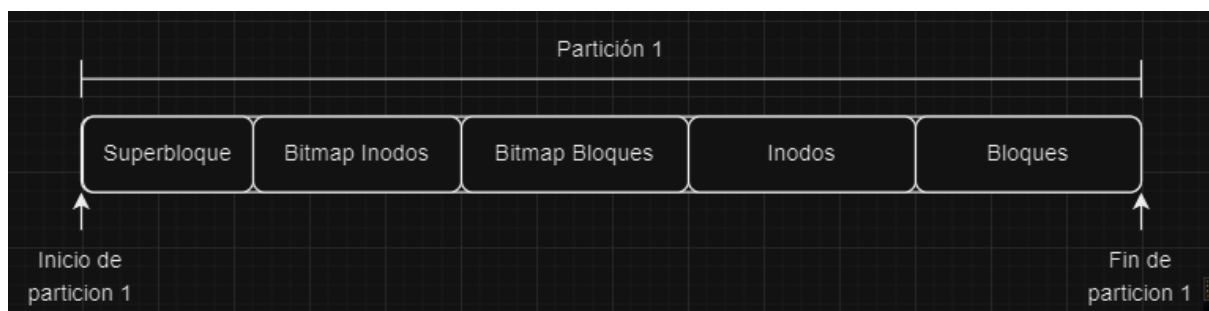 Partición 1
Superbloque
Bitmap Inodos
Bitmap Bloques
Inodos
Bloques
Inicio de
particion 1
Fin de
particion 1